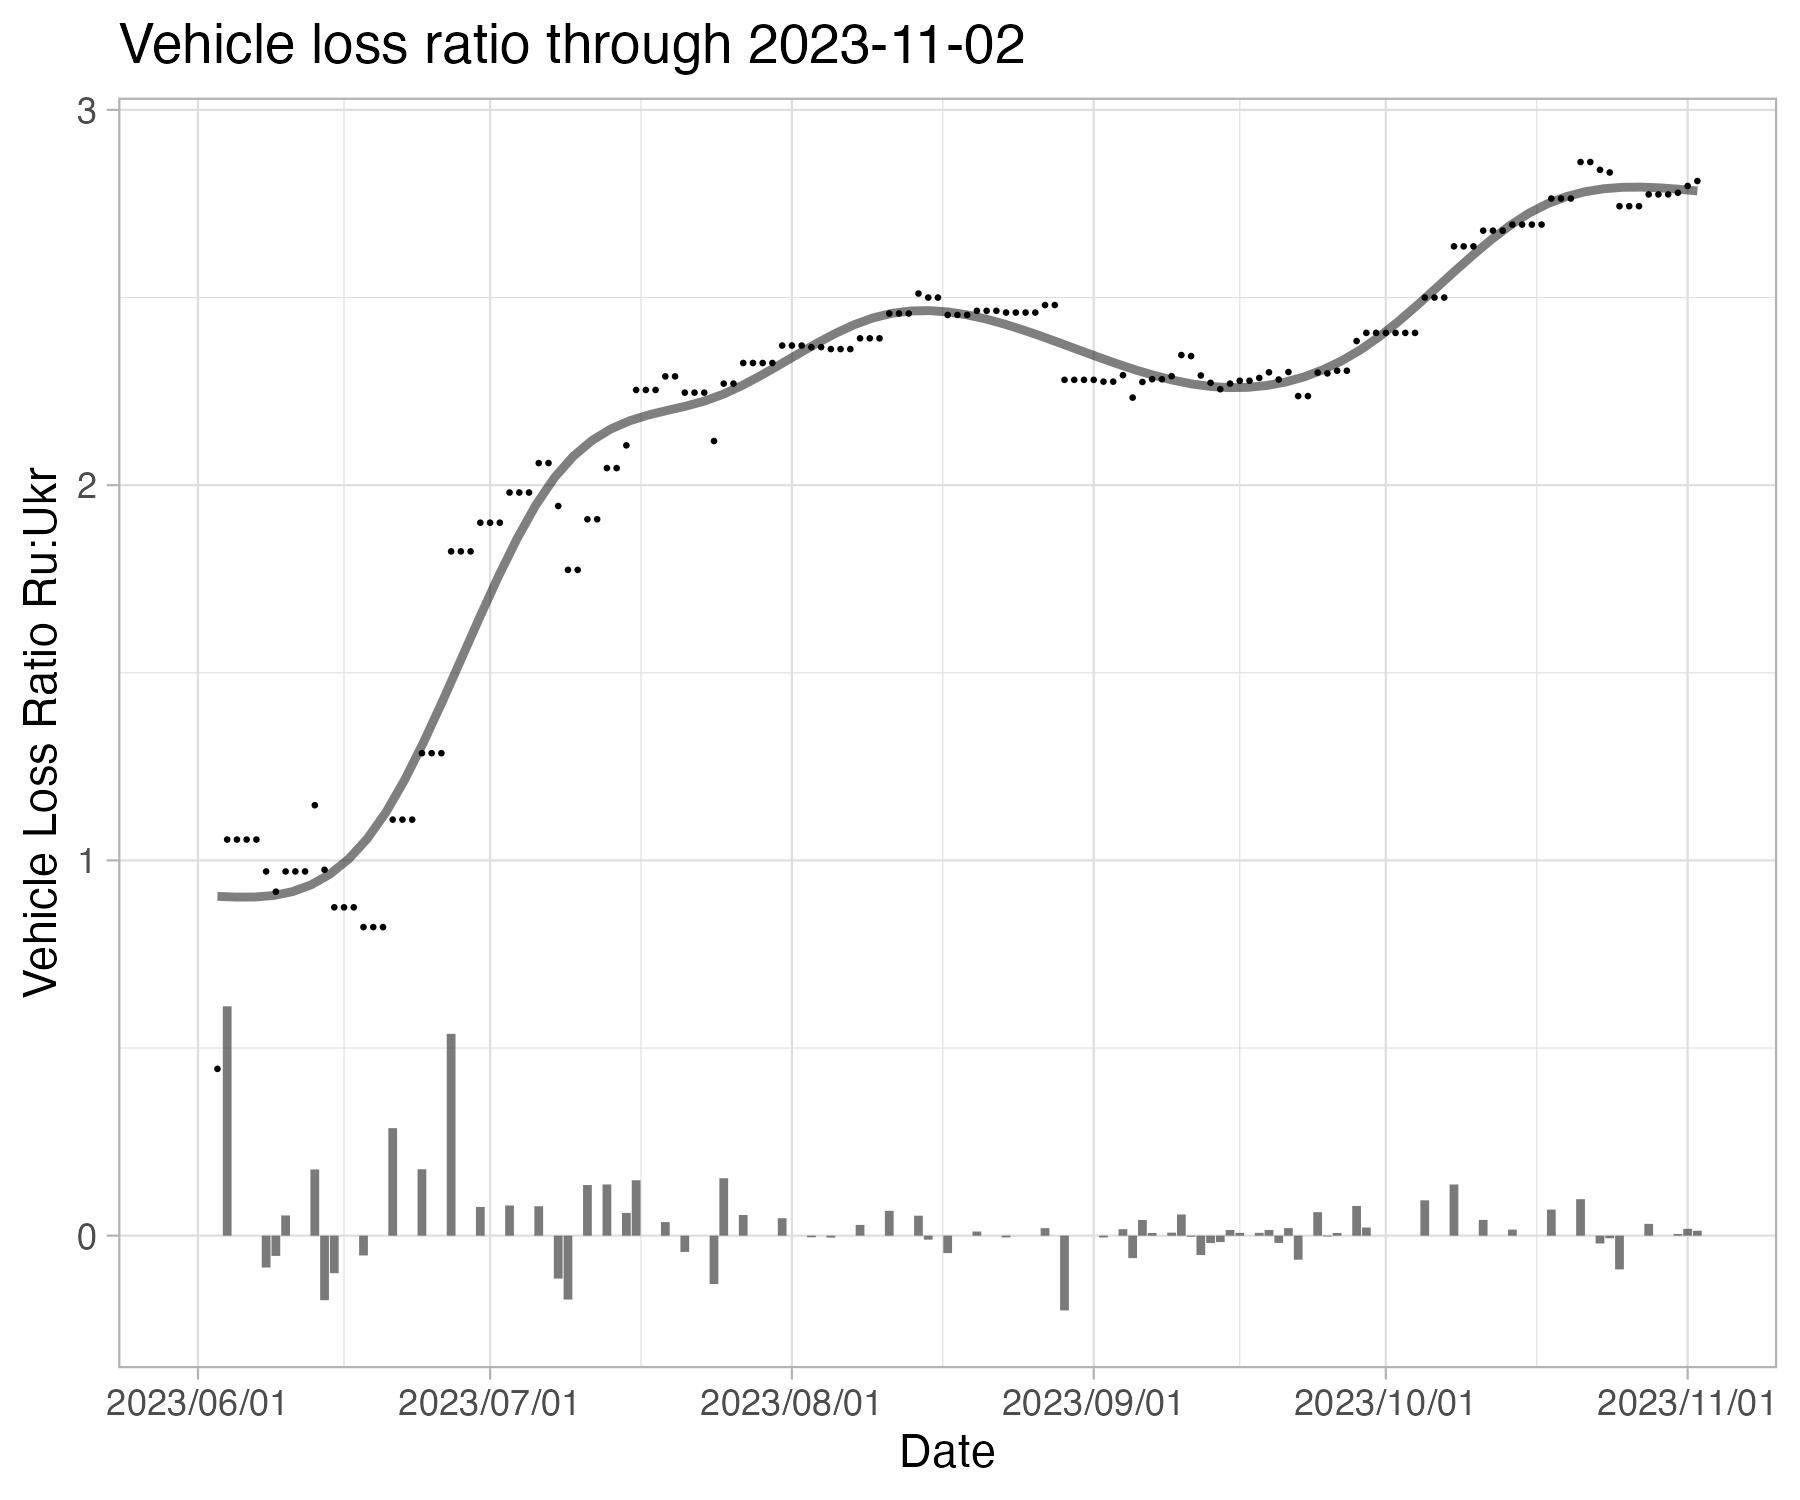 Vehicle loss ratio through 2023-11-02
Vehicle Loss Ratio Ru:Ukr
3
2
1
0
2023/06/01 2023/07/01 2023/08/01 2023/09/01 2023/10/01 2023/11/01
Date